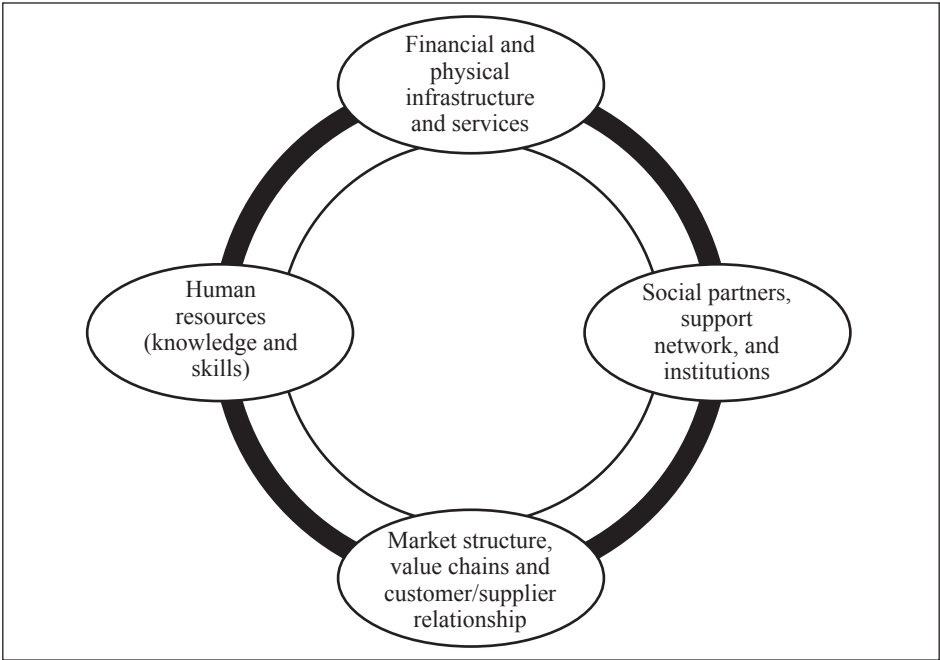 Financial and
physical
infrastructure
and services
Human
resources
(knowledge and
skills)
Social partners,
support
network, and
institutions
Market structure,
value chains and
customer/supplier
relationship